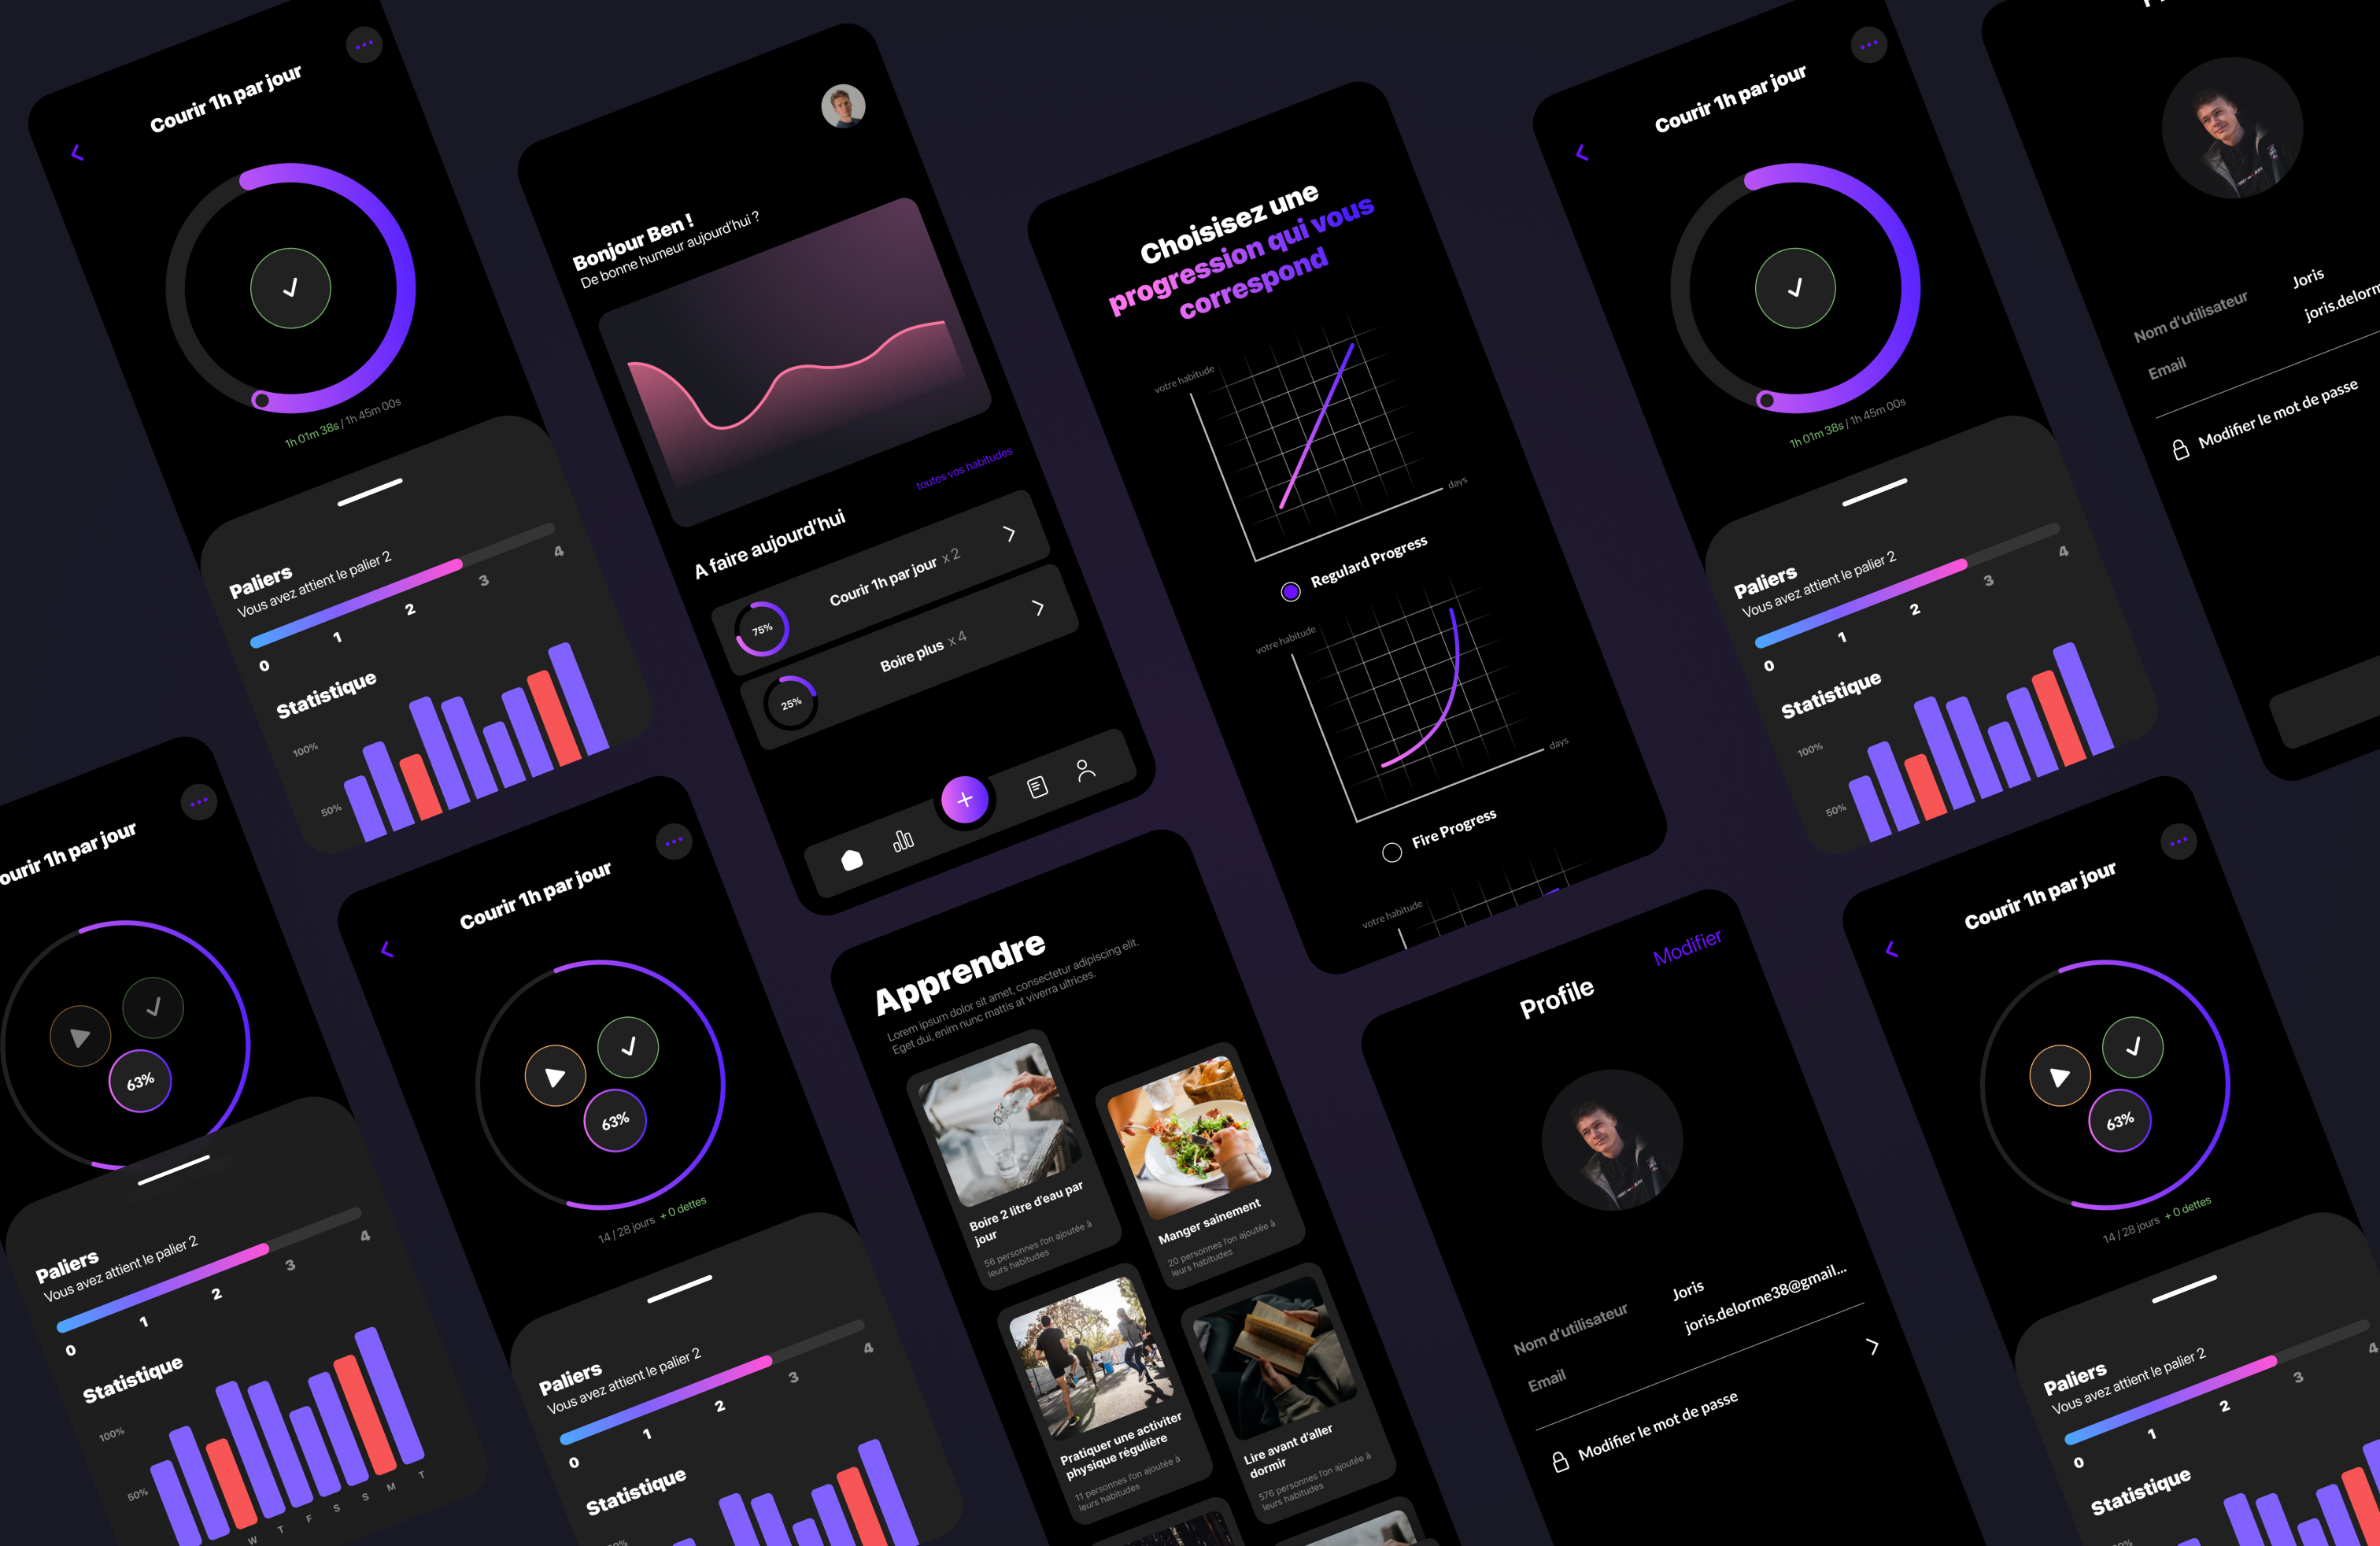 Courir 1h par jour
1h 01m 38s / 1h 45m 00s
Paliers
Vous avez attient le palier 2
0
1
2
3
4
Statistique
100%
50%
Bonjour Ben !
De bonne humeur aujourd'hui ?
toutes vos habitudes
A faire aujourd'hui
75%
Courir 1h par jour x 2
25%
Boire plus x 4
Choisisez une
progression qui vous
correspond
votre habitude
days
Regulard Progress
votre habitude
days
Fire Progress
votre habitude
Courir 1h par jour
1h 01m 38s / 1h 45m 00s
Paliers
Vous avez attient le palier 2
0
1
2
3
4
Statistique
100%
50%
Nom d'utilisateur
Joris
Email
joris.delorm
Modifier le mot de passe
ourir 1h par jour
63%
Paliers
Vous avez attient le palier 2
0
1
2
3
4
Statistique
100%
50%
W
T
F
S
S
M
T
Courir 1h par jour
63%
14 / 28 jours + 0 dettes
Paliers
Vous avez attient le palier 2
0
1
2
3
4
Statistique
Apprendre
Lorem ipsum dolor sit amet, consectetur adipiscing elit.
Eget dui, enim nunc mattis at viverra ultrices.
Boire 2 litre d'eau par
jour
56 personnes l'on ajoutée à
leurs habitudes
Manger sainement
20 personnes l'on ajoutée à
leurs habitudes
Pratiquer une activiter
physique régulière
11 personnes l'on ajoutée à
leurs habitudes
Lire avant d'aller
dormir
576 personnes l'on ajoutée à
leurs habitudes
Modifier
Profile
Nom d'utilisateur
Joris
Email
joris.delorme38@gmail...
Modifier le mot de passe
Courir 1h par jour
63%
14 / 28 jours + 0 dettes
Paliers
Vous avez attient le palier 2
0
1
2
3
4
Statistique